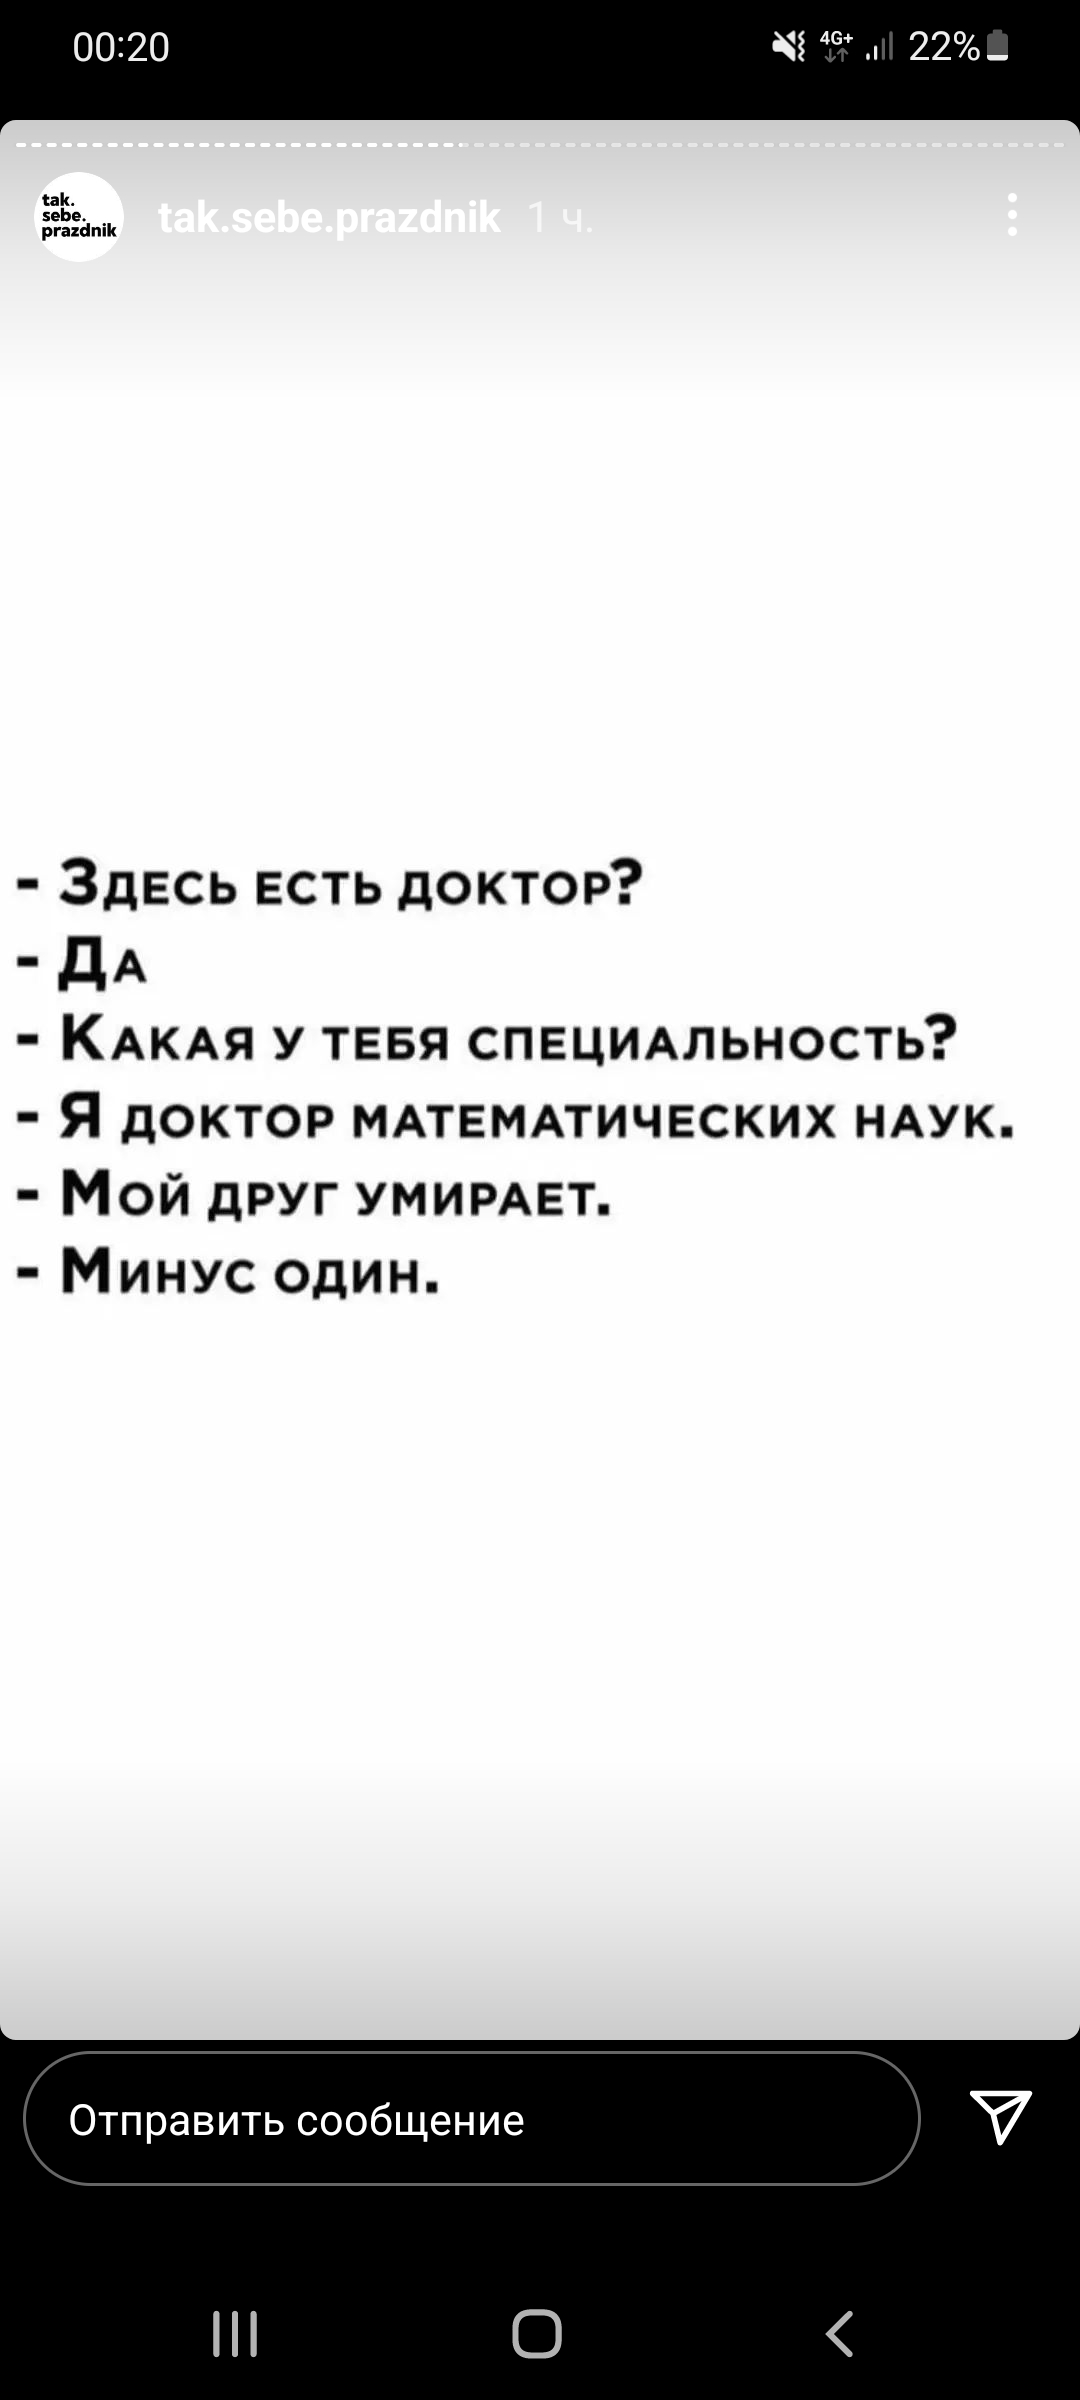 00:20
4G+
22%
tak.
sebe.
prazdnik
tak.sebe.prazdnik 1 ч.
- Здесь есть доктор?
- Да
- Какая у тебя специальность?
- Я доктор математических наук.
- Мой друг умирает.
- Минус один.
Отправить сообщение